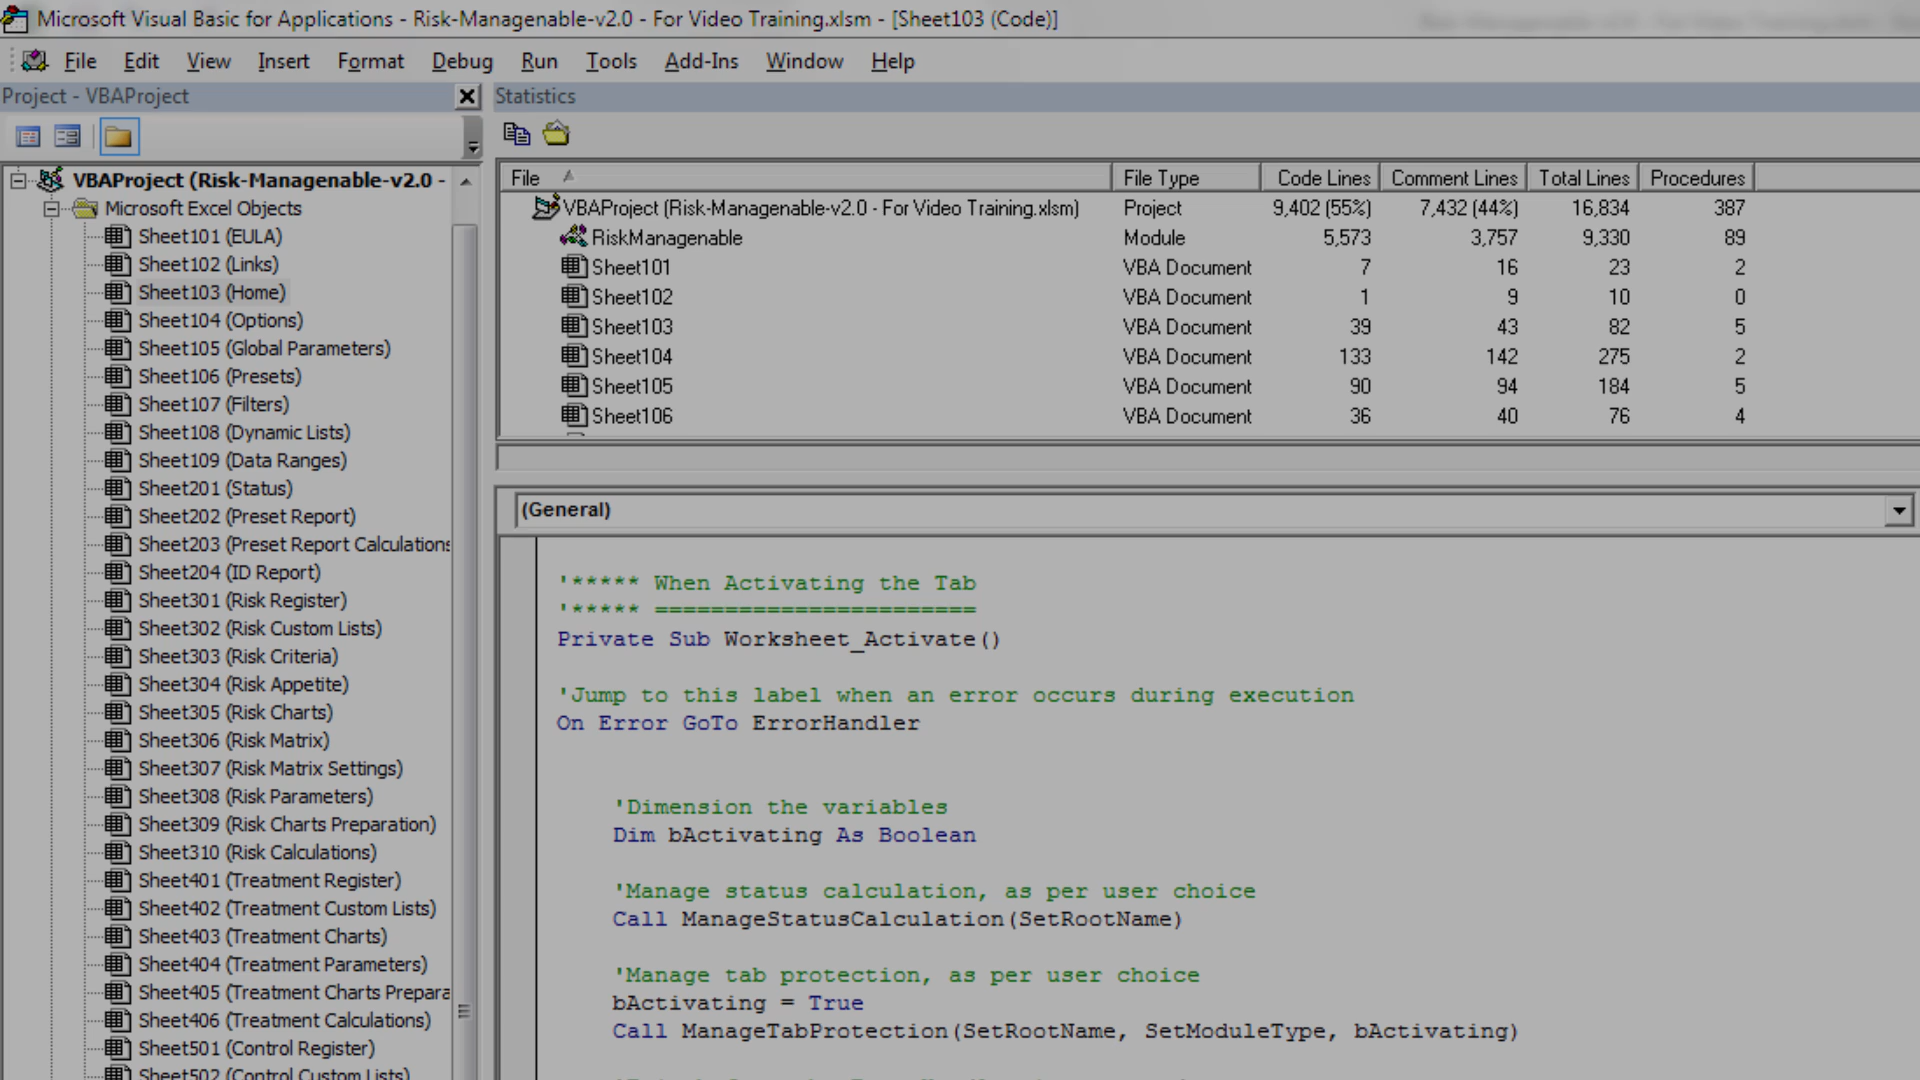 Microsoft Visual Basic for Applications - Risk-Managenable-v2.0 - For Video Training.xlsm - [Sheet103 (Code)]
File Edit View Insert Format Debug Run Tools Add-Ins Window Help
Project - VBAProject
VBAProject (Risk-Managenable-v2.0 -
Microsoft Excel Objects
Sheet101 (EULA)
Sheet102 (Links)
Sheet103 (Home)
Sheet104 (Options)
Sheet105 (Global Parameters)
Sheet106 (Presets)
Sheet107 (Filters)
Sheet108 (Dynamic Lists)
Sheet109 (Data Ranges)
Sheet201 (Status)
Sheet202 (Preset Report)
Sheet203 (Preset Report Calculations
Sheet204 (ID Report)
Sheet301 (Risk Register)
Sheet302 (Risk Custom Lists)
Sheet303 (Risk Criteria)
Sheet304 (Risk Appetite)
Sheet305 (Risk Charts)
Sheet306 (Risk Matrix)
Sheet307 (Risk Matrix Settings)
Sheet308 (Risk Parameters)
Sheet309 (Risk Charts Preparation)
Sheet310 (Risk Calculations)
Sheet401 (Treatment Register)
Sheet402 (Treatment Custom Lists)
Sheet403 (Treatment Charts)
Sheet404 (Treatment Parameters)
Sheet405 (Treatment Charts Prepara
Sheet406 (Treatment Calculations)
Sheet501 (Control Register)
Sheet502 (Control Custom Lists)
Statistics
File File Type Code Lines Comment Lines Total Lines Procedures
VBAProject (Risk-Managenable-v2.0 - For Video Training.xlsm) Project 9,402 (55%) 7,432 (44%) 16,834 387
RiskManagenable Module 5,573 3,757 9,330 89
Sheet101 VBA Document 7 16 23 2
Sheet102 VBA Document 1 9 10 0
Sheet103 VBA Document 39 43 82 5
Sheet104 VBA Document 133 142 275 2
Sheet105 VBA Document 90 94 184 5
Sheet106 VBA Document 36 40 76 4
(General)
'***** When Activating the Tab
'***** =======================
Private Sub Worksheet_Activate()
'Jump to this label when an error occurs during execution
On Error GoTo ErrorHandler
'Dimension the variables
Dim bActivating As Boolean
'Manage status calculation, as per user choice
Call ManageStatusCalculation(SetRootName)
'Manage tab protection, as per user choice
bActivating = True
Call ManageTabProtection(SetRootName, SetModuleType, bActivating)